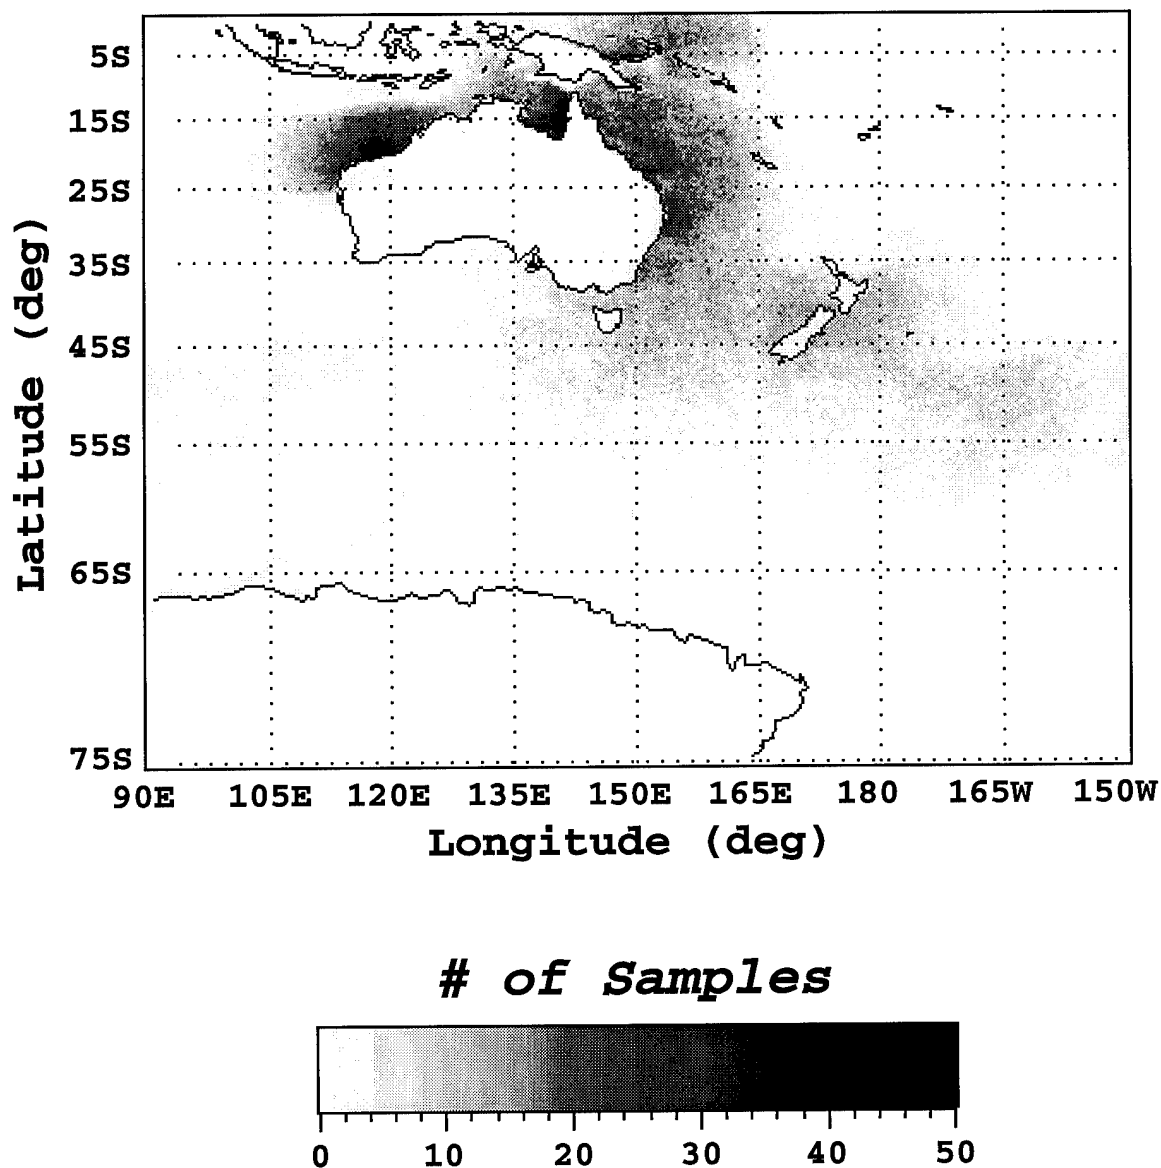 5S
15S
25S
35S
45S
55S
65S
75S
Latitude (deg)
90E 105E 120E 135E 150E 165E 180 165W 150W
Longitude (deg)
# of Samples
0 10 20 30 40 50